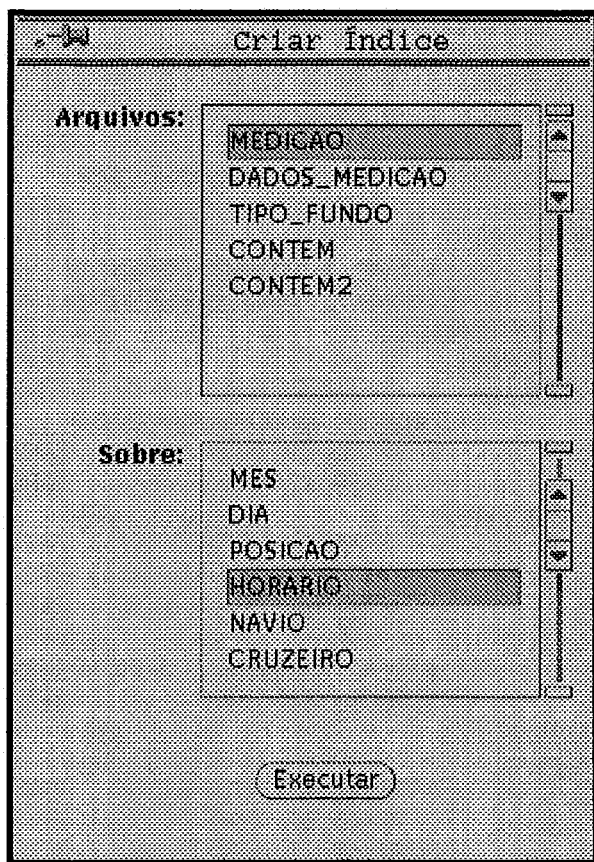 Criar Índice
Arquivos:
MEDICAO
DADOS_MEDICAO
TIPO_FUNDO
CONTEM
CONTEM2
Sobre:
MES
DIA
POSICAO
HORARIO
NAVIO
CRUZEIRO
Executar